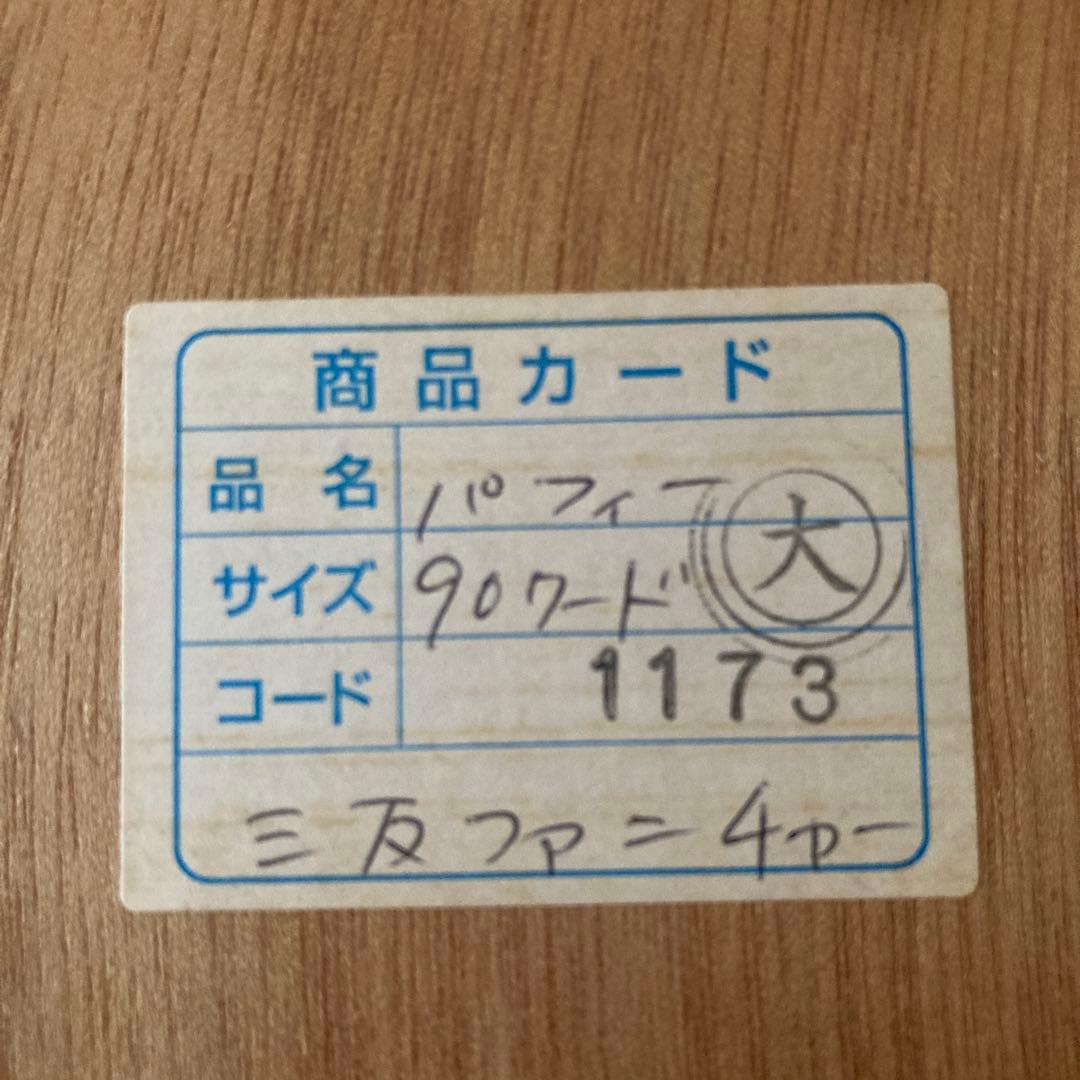 商品カード
品名 パフィー
大
サイズ 90ワード
コード 1173
三友ファニチャー